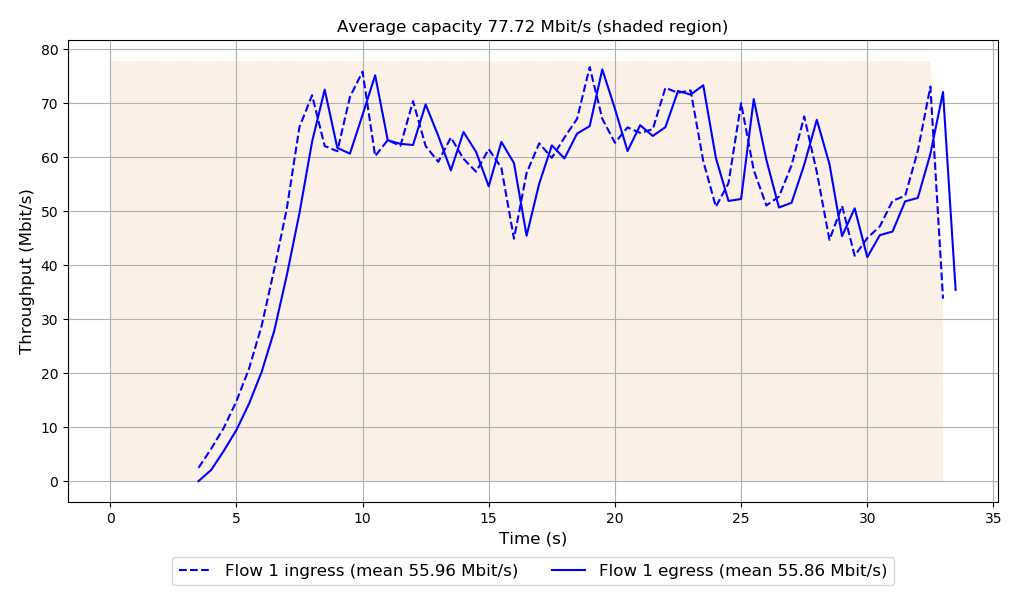 Average capacity 77.72 Mbit/s (shaded region)
80
70
60
50
40
30
20
10
0
Throughput (Mbit/s)
0 5 10 15 20 25 30 35
Time (s)
Flow 1 ingress (mean 55.96 Mbit/s) Flow 1 egress (mean 55.86 Mbit/s)